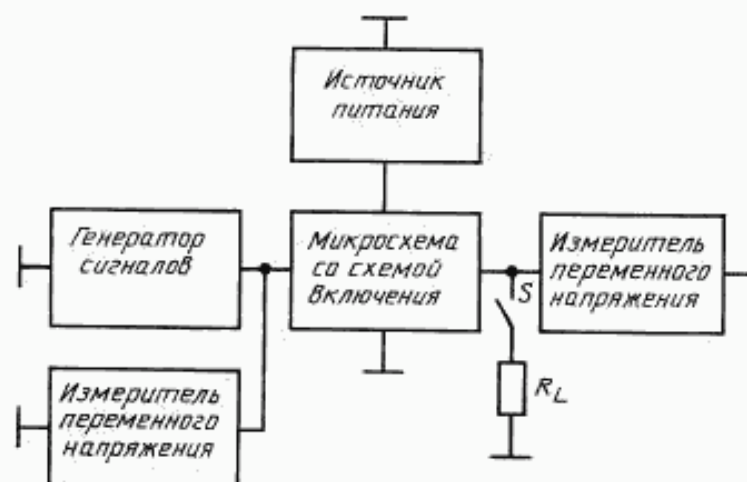 Источник
питания
Генератор
сигналов
Микросхема
со схемой
включения
Измеритель
переменного
напряжения
S
R_L
Измеритель
переменного
напряжения